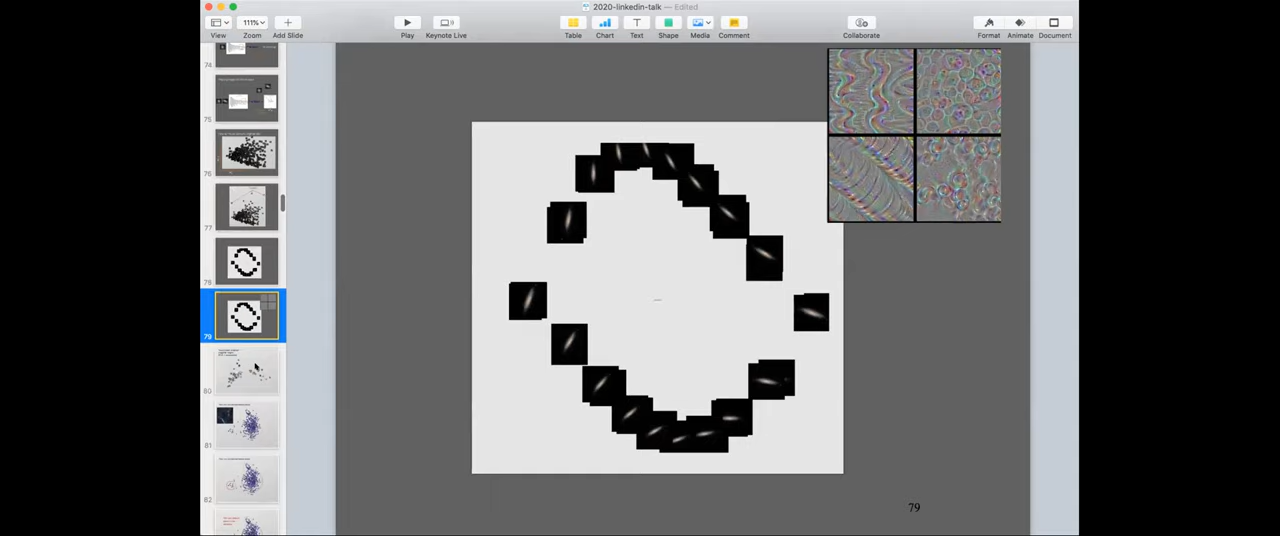 2020-linkedin-talk — Edited
111%
View
Zoom
Add Slide
Play
Keynote Live
Table
Chart
Text
Shape
Media
Comment
Collaborate
Format
Animate
Document
74
75
76
77
78
79
80
81
82
79